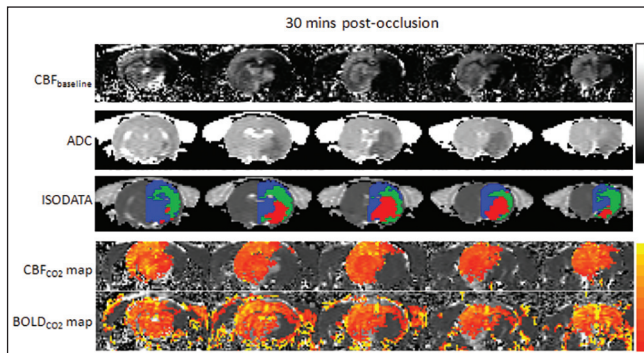 30 mins post-occlusion
CBFbaseline
ADC
ISODATA
CBFCO2 map
BOLDCO2 map